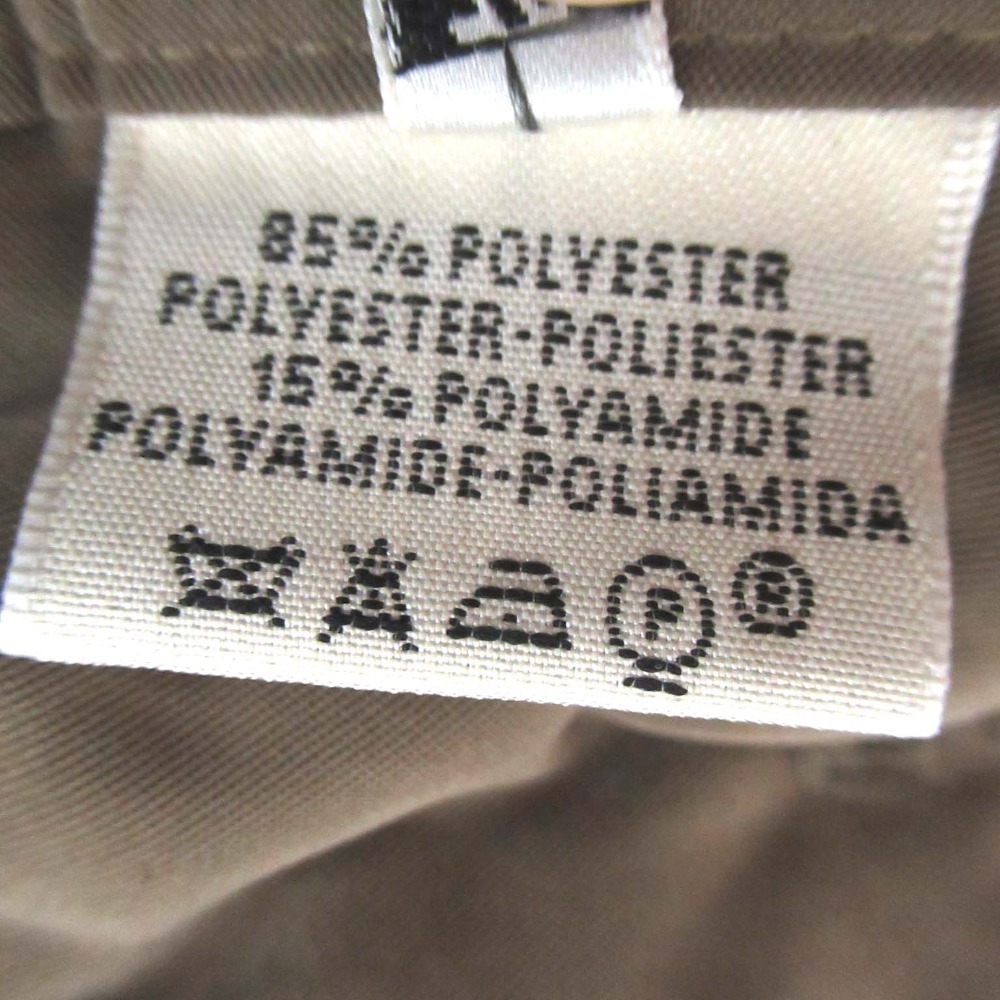 85% POLYESTER
POLYESTER-POLIESTER
15% POLYAMIDE
POLYAMIDE-POLIAMIDA
P ®